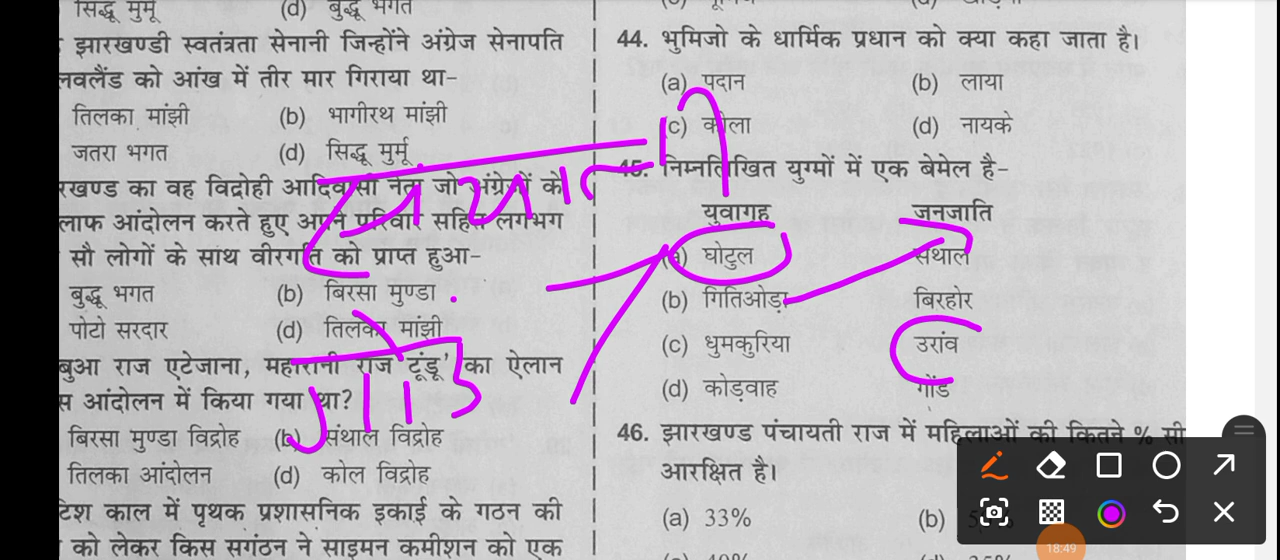 सिद्धू मुर्मू (d) बुद्धू भगत
झारखण्डी स्वतंत्रता सेनानी जिन्होंने अंग्रेज सेनापति
लवलैंड को आंख में तीर मार गिराया था-
तिलका मांझी (b) भागीरथ मांझी
जतरा भगत (d) सिद्धू मुर्मू
रखण्ड का वह विद्रोही आदिवासी नेता जो अंग्रेजों के
लाफ आंदोलन करते हुए अपने परिवार सहित लगभग
सौ लोगों के साथ वीरगति को प्राप्त हुआ-
बुद्धू भगत (b) बिरसा मुण्डा
पोटो सरदार (d) तिलका मांझी
बुआ राज एटेजाना, महारानी राज टूंडू' का ऐलान
स आंदोलन में किया गया था?
बिरसा मुण्डा विद्रोह (b) संथाल विद्रोह
तिलका आंदोलन (d) कोल विद्रोह
टिश काल में पृथक प्रशासनिक इकाई के गठन की
को लेकर किस सगंठन ने साइमन कमीशन को एक
44. भुमिजो के धार्मिक प्रधान को क्या कहा जाता है।
(a) पदान (b) लाया
(c) कोला (d) नायके
45. निम्नलिखित युग्मों में एक बेमेल है-
युवागृह जनजाति
(a) घोटुल संथाल
(b) गितिओड़ा बिरहोर
(c) धुमकुरिया उरांव
(d) कोड़वाह गोंड
46. झारखण्ड पंचायती राज में महिलाओं की कितने % सी
आरक्षित है।
(a) 33% (b)
18:49